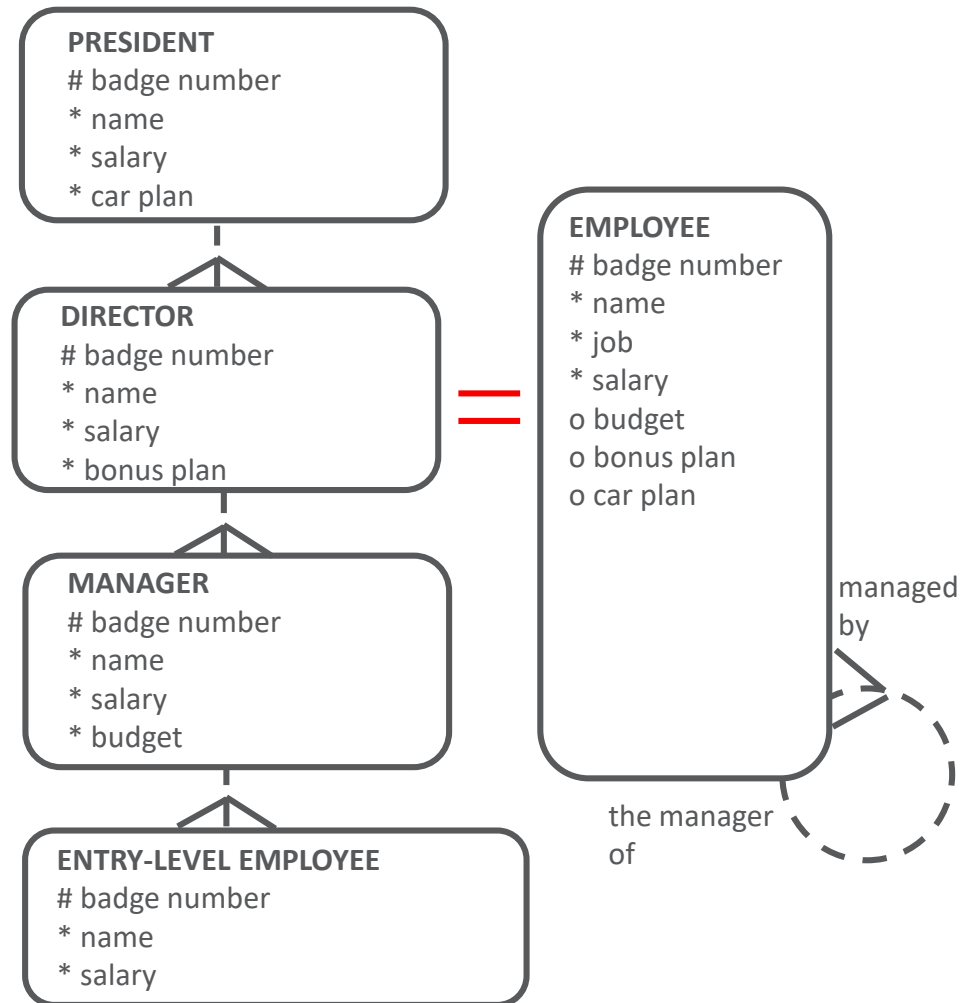 PRESIDENT
# badge number
* name
* salary
* car plan
DIRECTOR
# badge number
* name
* salary
* bonus plan
MANAGER
# badge number
* name
* salary
* budget
ENTRY-LEVEL EMPLOYEE
# badge number
* name
* salary
EMPLOYEE
# badge number
* name
* job
* salary
o budget
o bonus plan
o car plan
managed
by
the manager
of